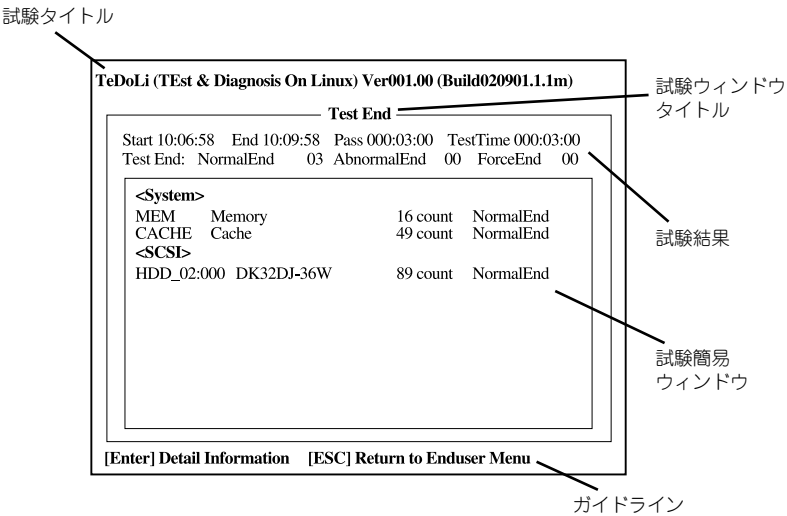 試験タイトル
TeDoLi (TEst & Diagnosis On Linux) Ver001.00 (Build020901.1.1m)
試験ウィンドウ
タイトル
Test End
Start 10:06:58 End 10:09:58 Pass 000:03:00 TestTime 000:03:00
Test End: NormalEnd 03 AbnormalEnd 00 ForceEnd 00
試験結果
<System>
MEM Memory 16 count NormalEnd
CACHE Cache 49 count NormalEnd
<SCSI>
HDD_02:000 DK32DJ-36W 89 count NormalEnd
試験簡易
ウィンドウ
[Enter] Detail Information [ESC] Return to Enduser Menu
ガイドライン